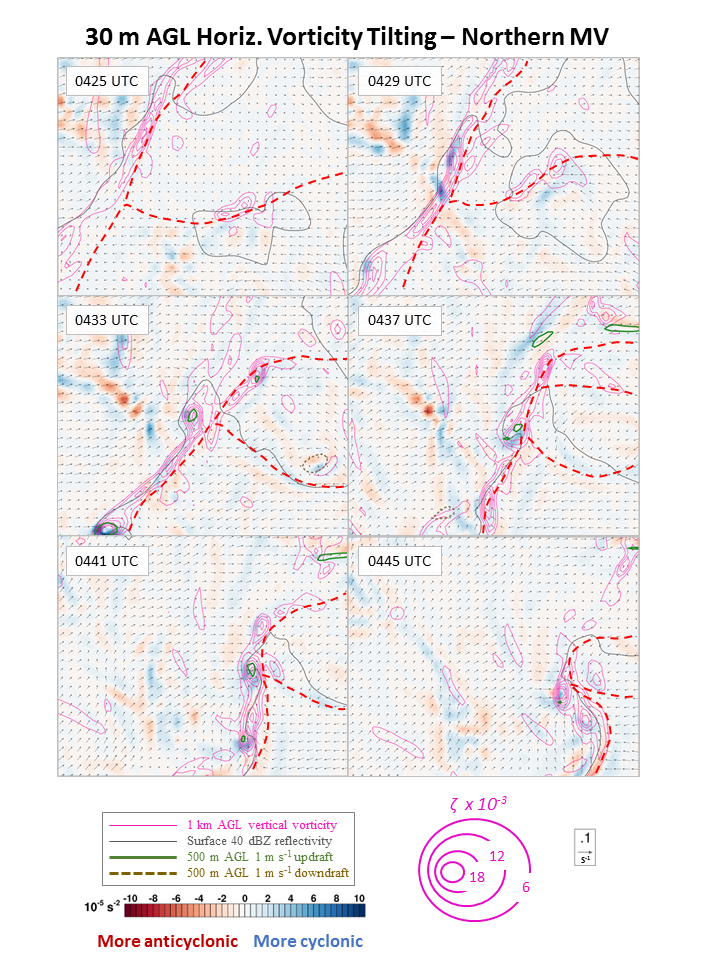 30 m AGL Horiz. Vorticity Tilting – Northern MV
0425 UTC
0429 UTC
0433 UTC
0437 UTC
0441 UTC
0445 UTC
1 km AGL vertical vorticity
Surface 40 dBZ reflectivity
500 m AGL 1 m s⁻¹ updraft
500 m AGL 1 m s⁻¹ downdraft
10⁻⁵ s⁻² -10 -8 -6 -4 -2 0 2 4 6 8 10
More anticyclonic More cyclonic
ζ x 10⁻³
12
18
6
.1
s⁻¹